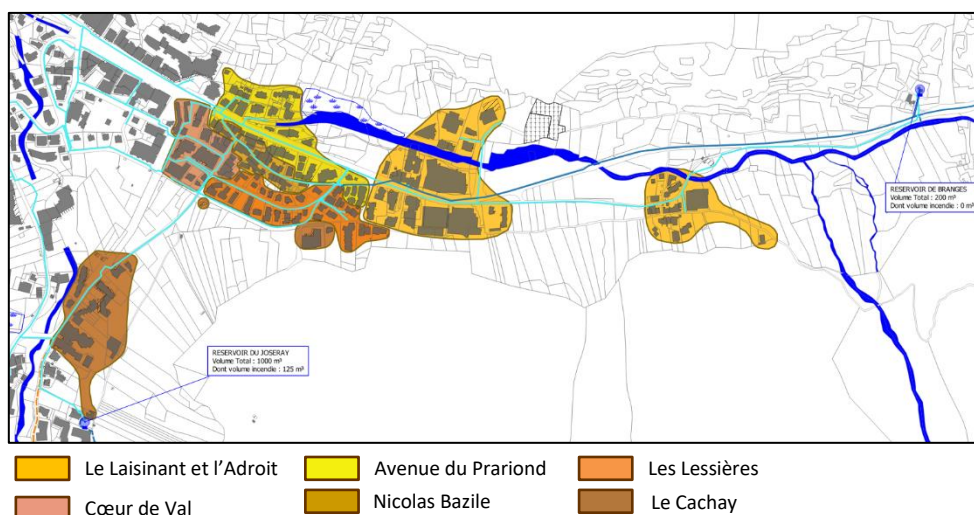 RESERVOIR DE BRANGES
Volume Total : 200 m³
Dont volume incendie : 0 m³
RESERVOIR DU JOSERAY
Volume Total : 1000 m³
Dont volume incendie : 125 m³
Le Laisinant et l’Adroit
Avenue du Prariond
Les Lessières
Cœur de Val
Nicolas Bazile
Le Cachay